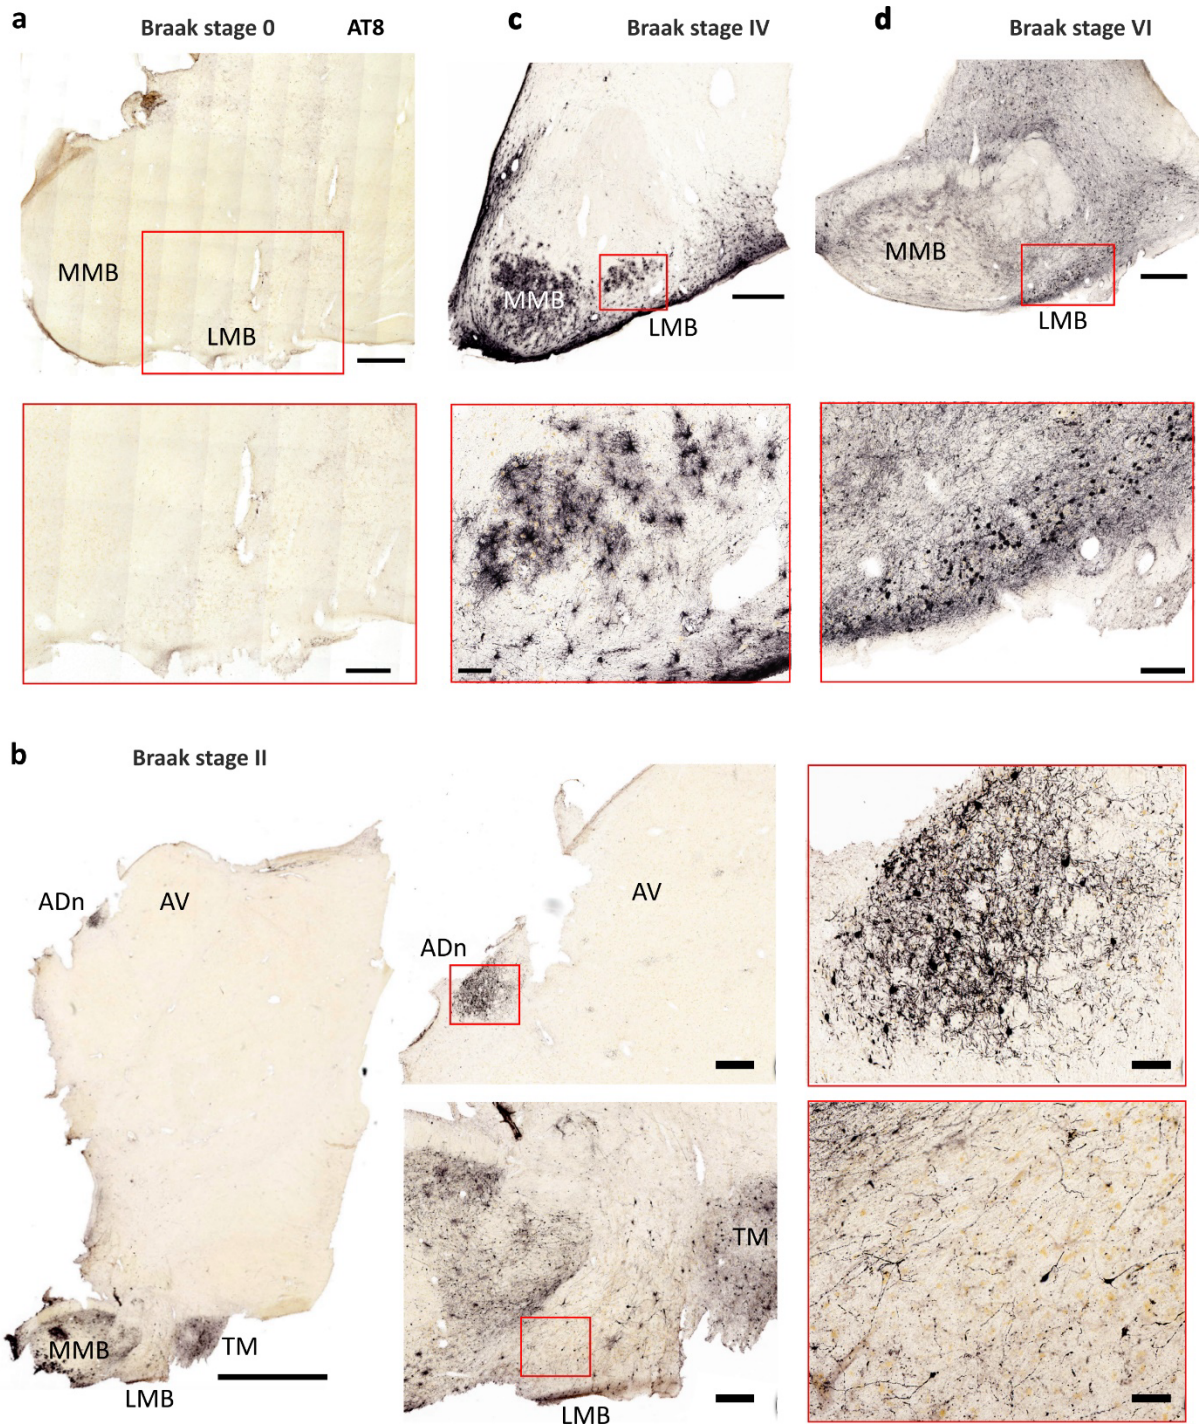 a
Braak stage 0
AT8
MMB
LMB
c
Braak stage IV
MMB
LMB
d
Braak stage VI
MMB
LMB
b
Braak stage II
ADn
AV
MMB
TM
LMB
AV
ADn
TM
LMB